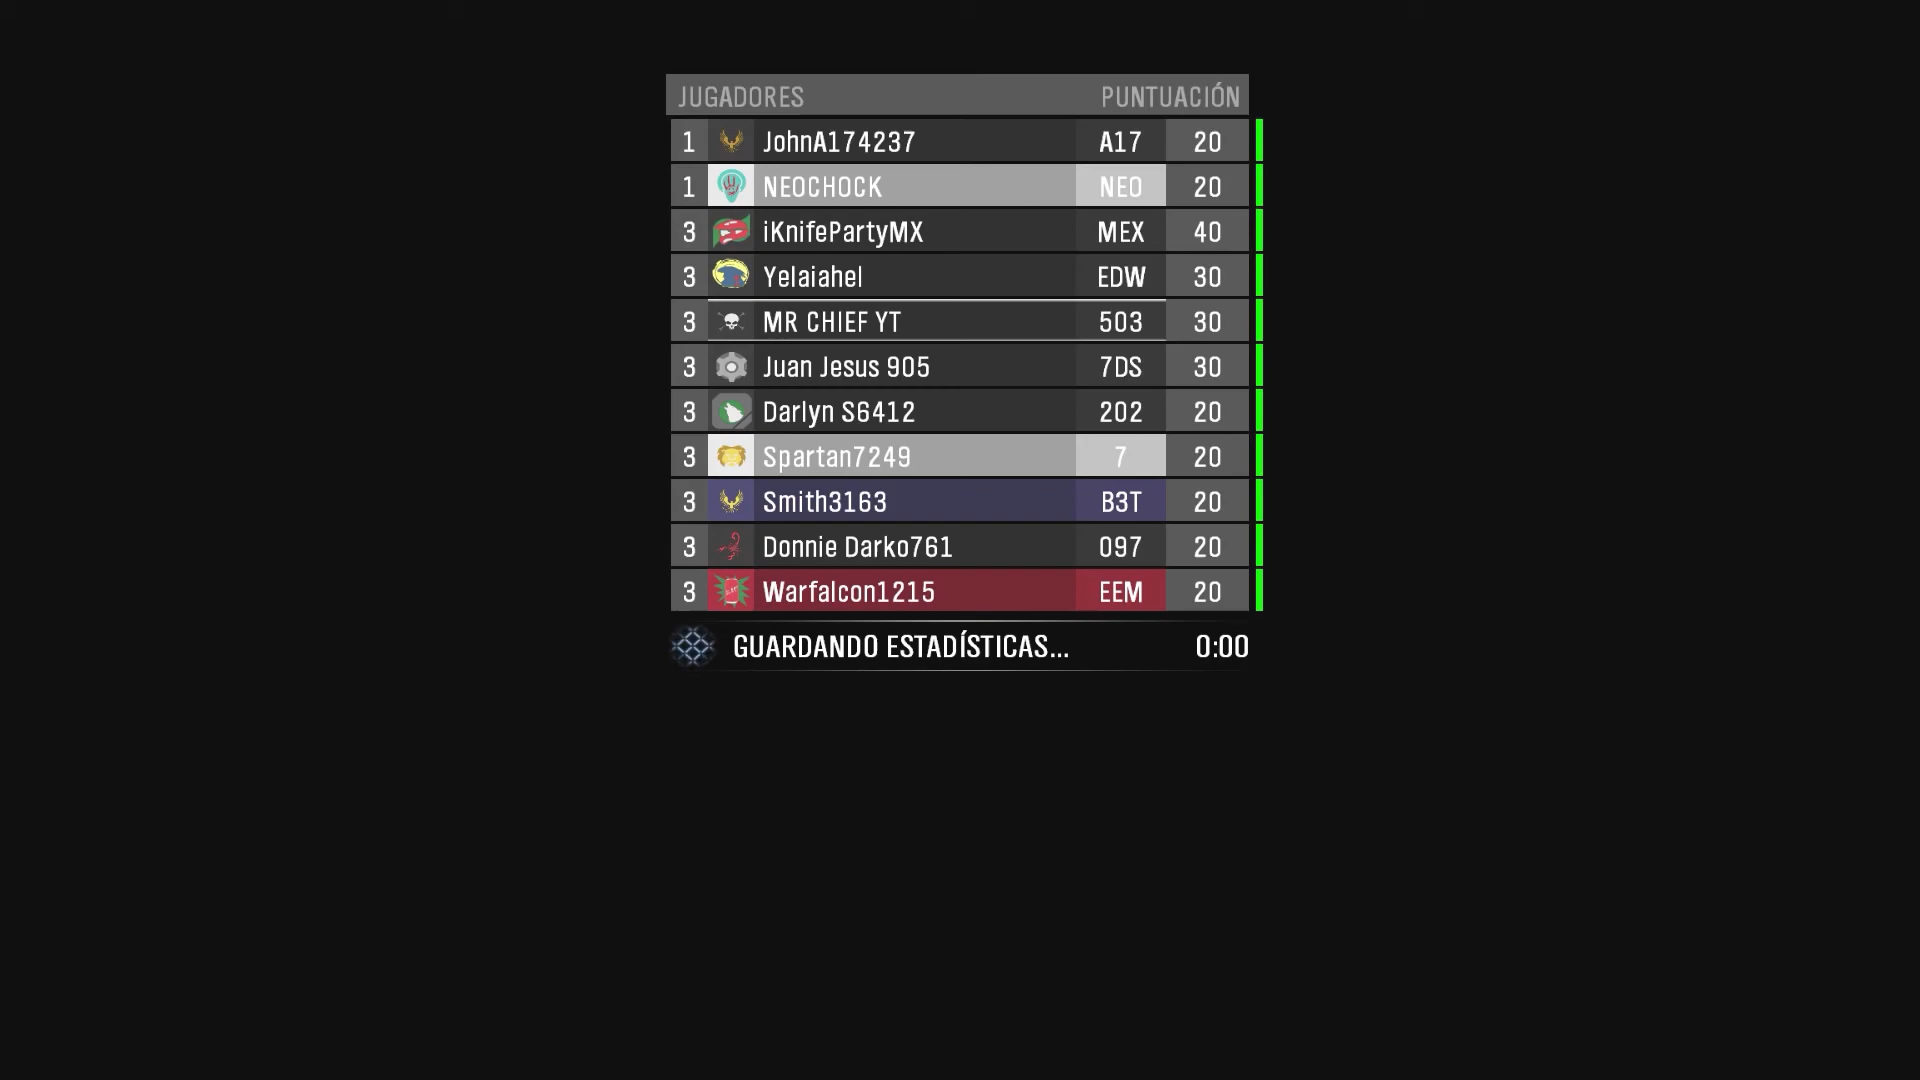 JUGADORES PUNTUACIÓN
1 JohnA174237 A17 20
1 NEOCHOCK NEO 20
3 iKnifePartyMX MEX 40
3 Yelaiahel EDW 30
3 MR CHIEF YT 503 30
3 Juan Jesus 905 7DS 30
3 Darlyn S6412 202 20
3 Spartan7249 7 20
3 Smith3163 B3T 20
3 Donnie Darko761 097 20
3 Warfalcon1215 EEM 20
GUARDANDO ESTADÍSTICAS... 0:00